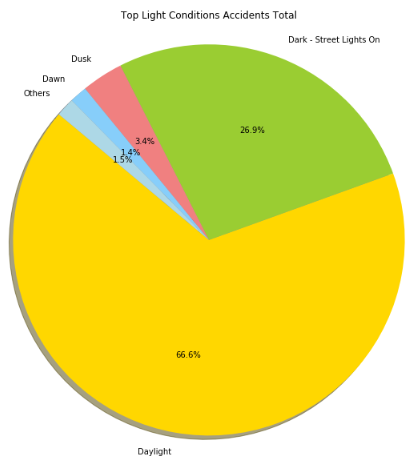 Top Light Conditions Accidents Total
Dark - Street Lights On
Dusk
Dawn
Others
26.9%
3.4%
1.4%
1.5%
66.6%
Daylight